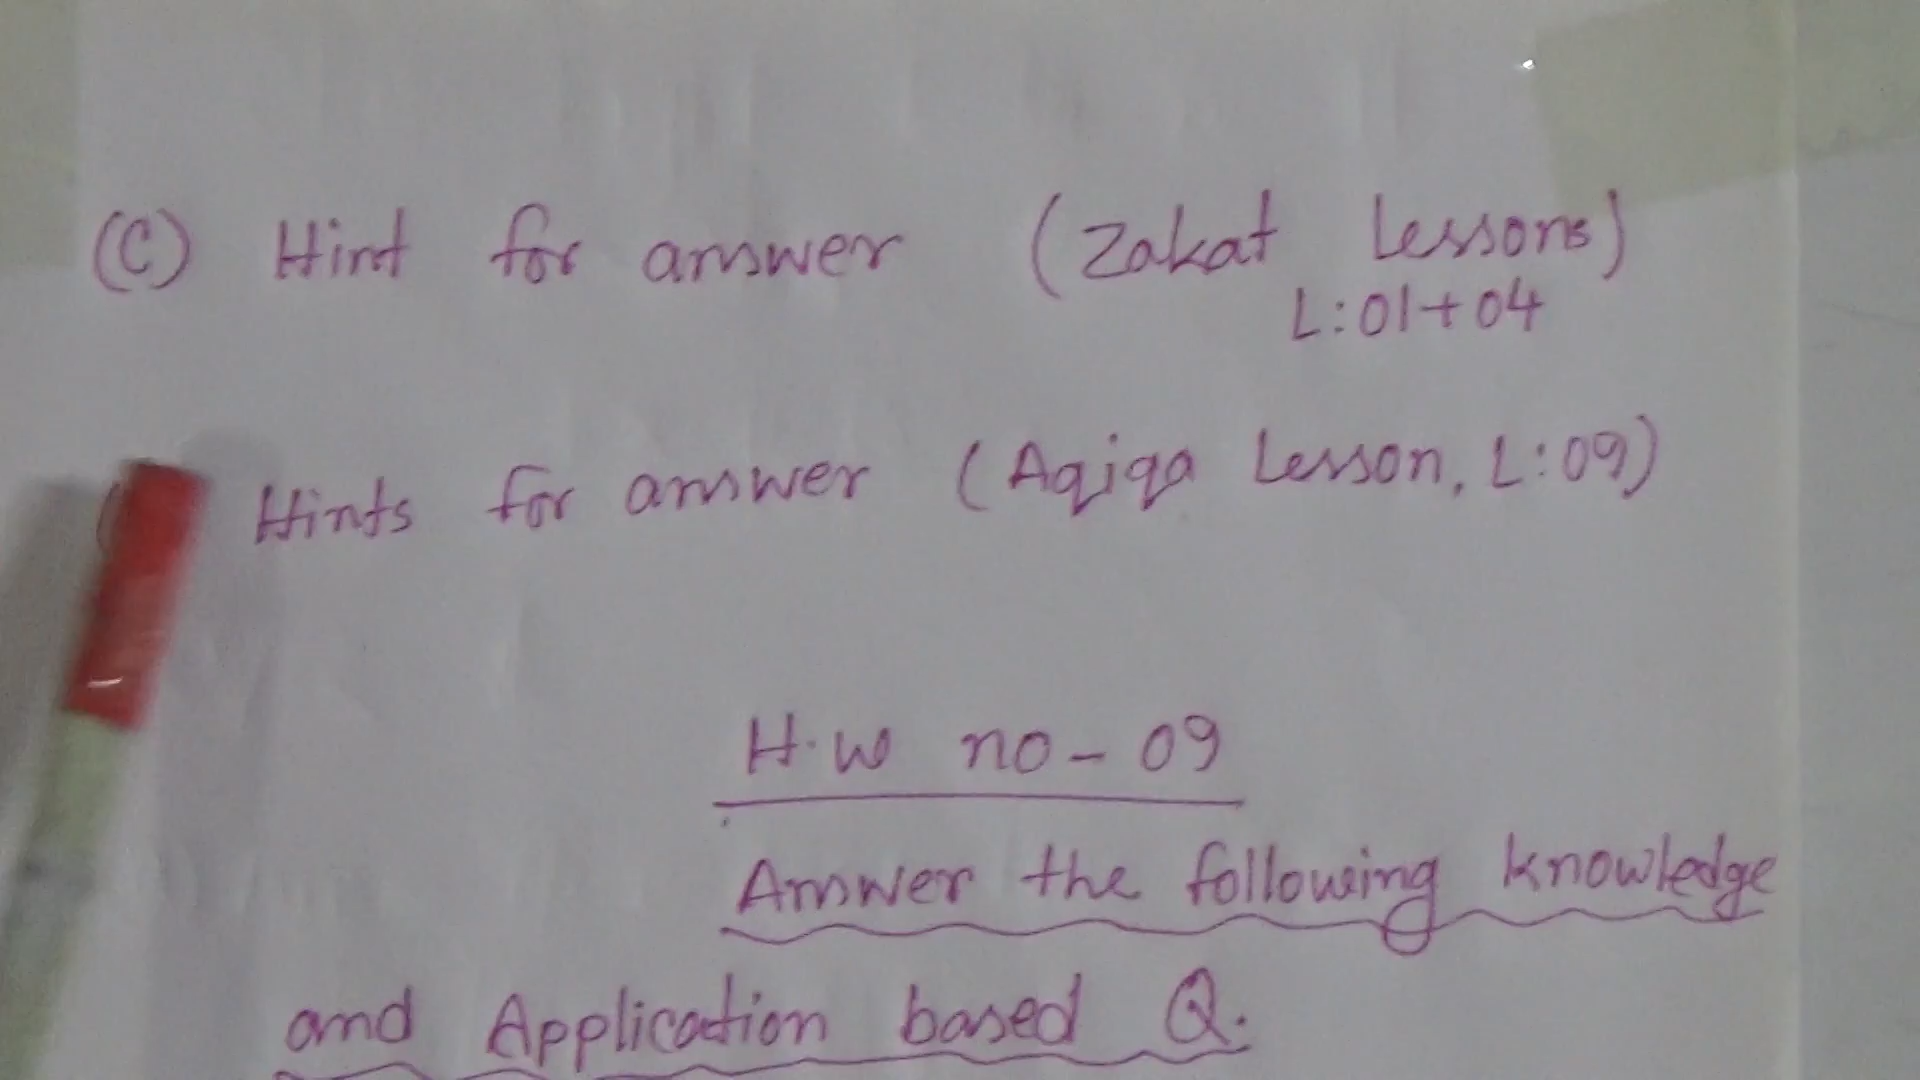 (C) Hint for answer (Zakat Lessons)
L:01+04
Hints for answer (Aqiqa Lesson, L:09)
H.W no - 09
Answer the following knowledge
and Application based Q.